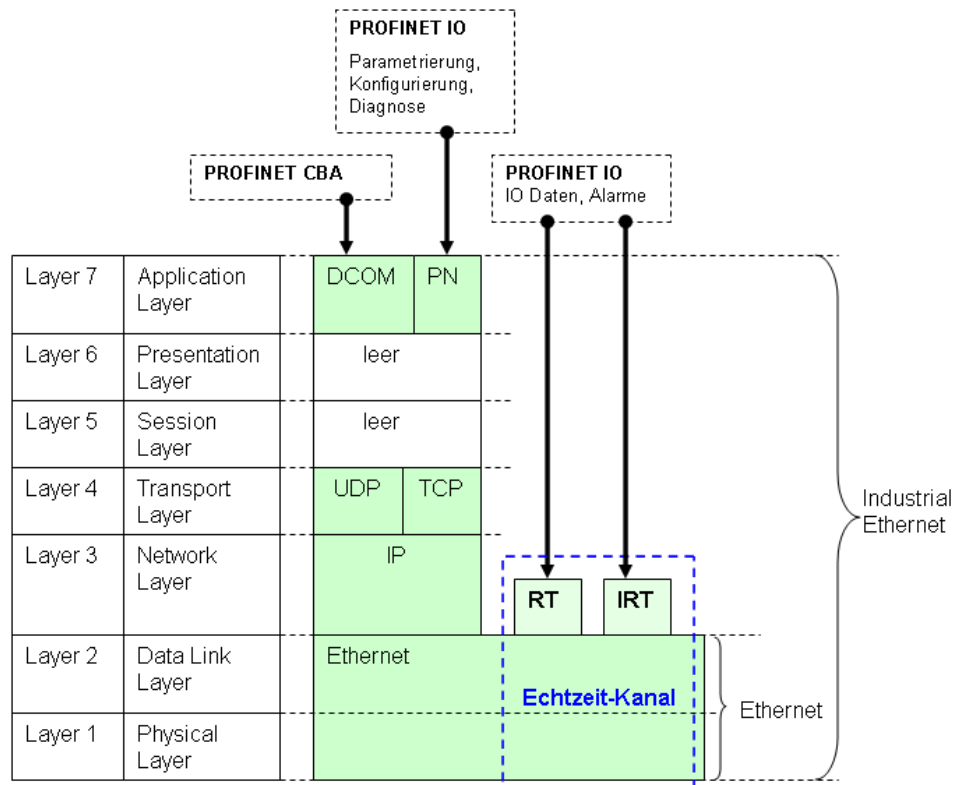 PROFINET IO
Parametrierung,
Konfigurierung,
Diagnose
PROFINET CBA
PROFINET IO
IO Daten, Alarme
Layer 7
Application
Layer
DCOM
PN
Layer 6
Presentation
Layer
leer
Layer 5
Session
Layer
leer
Layer 4
Transport
Layer
UDP
TCP
Industrial
Ethernet
Layer 3
Network
Layer
IP
RT
IRT
Layer 2
Data Link
Layer
Ethernet
Echtzeit-Kanal
Ethernet
Layer 1
Physical
Layer